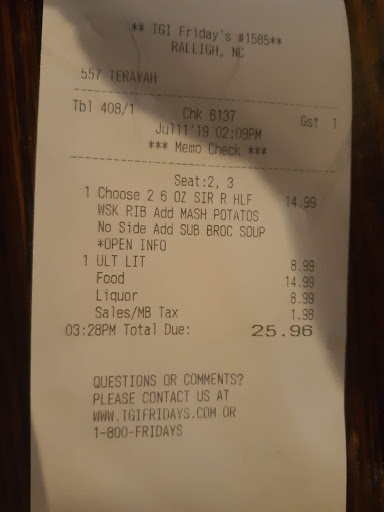 ** TGI Friday's #1585**
RALEIGH, NC
557 TERAYAH
Tbl 408/1 Chk 6137 Gst 1
Jul11'19 02:09PM
*** Memo Check ***
Seat:2, 3
1 Choose 2 6 OZ SIR R HLF 14.99
WSK RIB Add MASH POTATOS
No Side Add SUB BROC SOUP
*OPEN INFO
1 ULT LIT 8.99
Food 14.99
Liquor 8.99
Sales/MB Tax 1.98
03:28PM Total Due: 25.96
QUESTIONS OR COMMENTS?
PLEASE CONTACT US AT
WWW.TGIFRIDAYS.COM OR
1-800-FRIDAYS